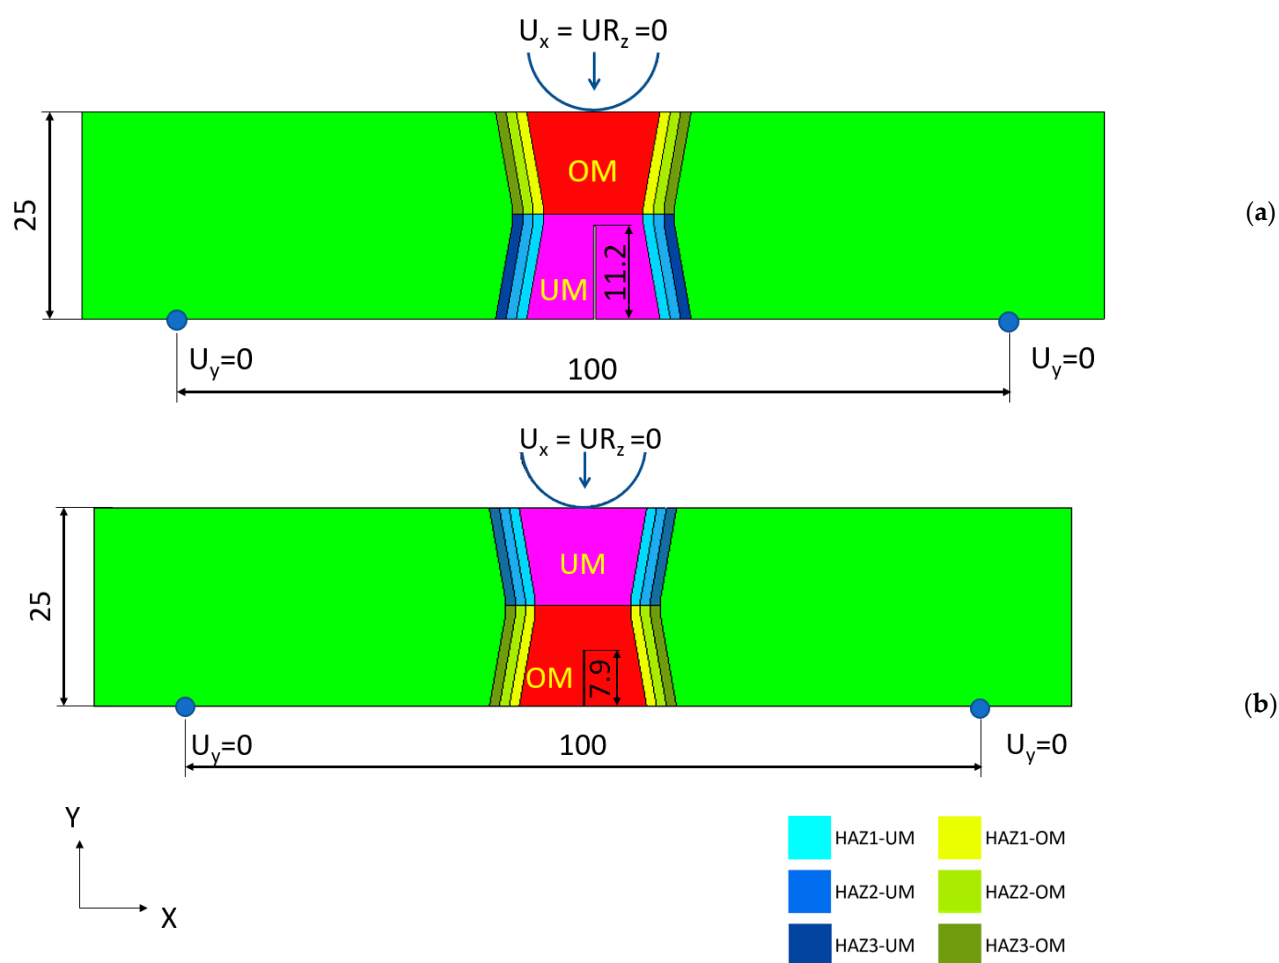 Ux = URz =0
OM
25
(a)
11.2
UM
Uy=0
Uy=0
100
Ux = URz =0
UM
25
OM
7.9
(b)
Uy=0
100
Uy=0
Y
X
HAZ1-UM
HAZ1-OM
HAZ2-UM
HAZ2-OM
HAZ3-UM
HAZ3-OM